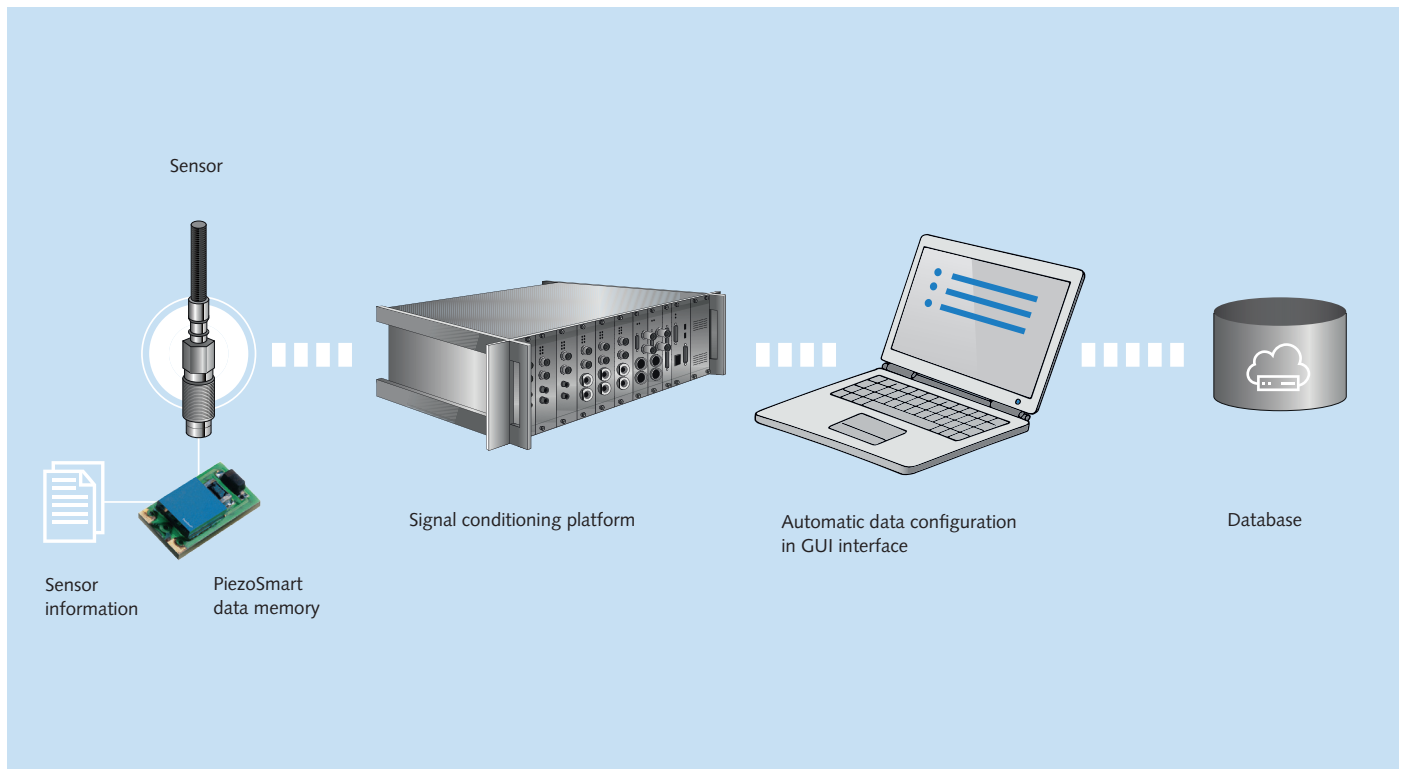 Sensor
Signal conditioning platform
Automatic data configuration
in GUI interface
Database
Sensor
information
PiezoSmart
data memory